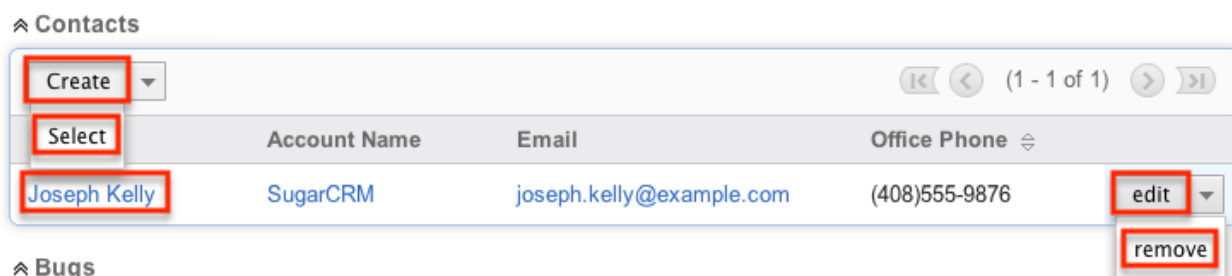 Contacts
Create (1 - 1 of 1)
Select Account Name Email Office Phone
Joseph Kelly SugarCRM joseph.kelly@example.com (408)555-9876 edit
remove
Bugs